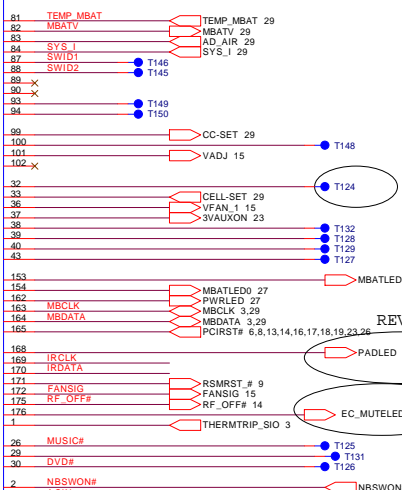 81 TEMP_MBAT TEMP_MBAT 29
82 MBATV MBATV 29
83 AD_AIR 29
84 SYS_I SYS_I 29
87 SWID1 T146
88 SWID2 T145
89
90
93 T149
94 T150
99 CC-SET 29
100 T148
101 VADJ 15
102
32 T124
33 CELL-SET 29
36 VFAN_1 15
37 3VAUXON 23
38 T132
39 T128
40 T129
43 T127
153 MBATLED
154 MBATLED0 27
162 PWRLED 27
163 MBCLK MBCLK 3,29
164 MBDATA MBDATA 3,29
REV
165 PCIRST# 6,8,13,14,16,17,18,19,23,26
168 PADLED
169 IRCLK
170 IRDATA
171 RSMRST_# 9
172 FANSIG FANSIG 15
175 RF_OFF# RF_OFF# 14
176 EC_MUTELED
1 THERMTRIP_SIO 3
26 MUSIC# T125
29 T131
30 DVD# T126
2 NBSWON# NBSWON